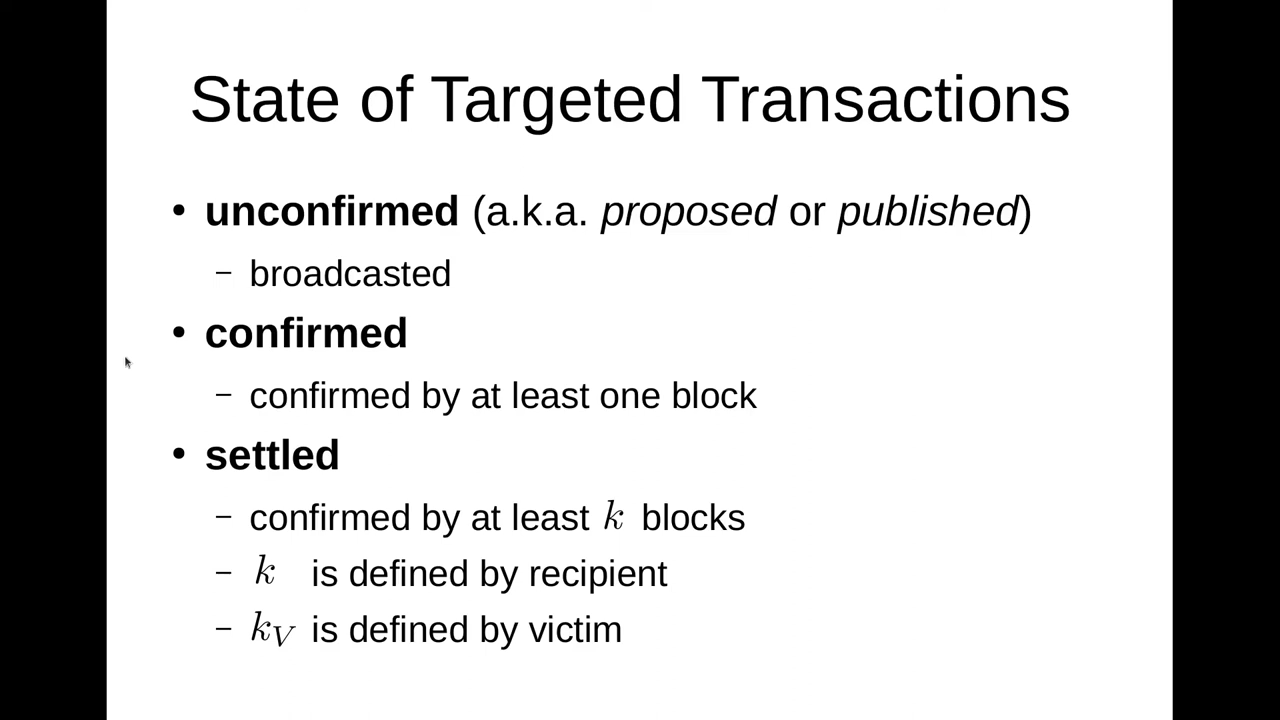 State of Targeted Transactions
• unconfirmed (a.k.a. proposed or published)
– broadcasted
• confirmed
– confirmed by at least one block
• settled
– confirmed by at least k blocks
– k is defined by recipient
– k_V is defined by victim